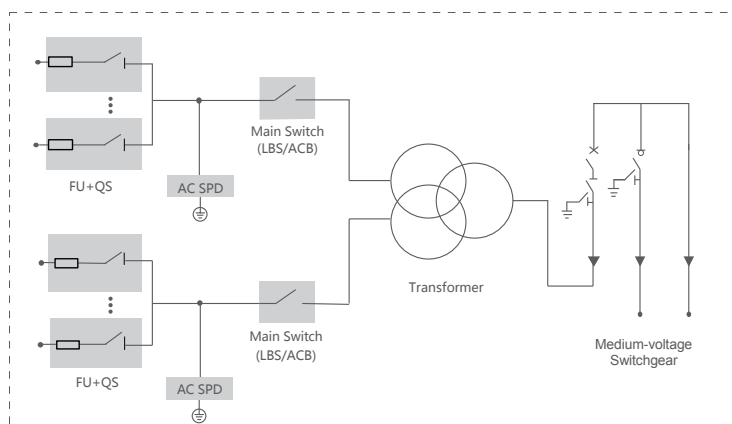 Main Switch
(LBS/ACB)
FU+QS
AC SPD
Transformer
Main Switch
(LBS/ACB)
Medium-voltage
Switchgear
FU+QS
AC SPD